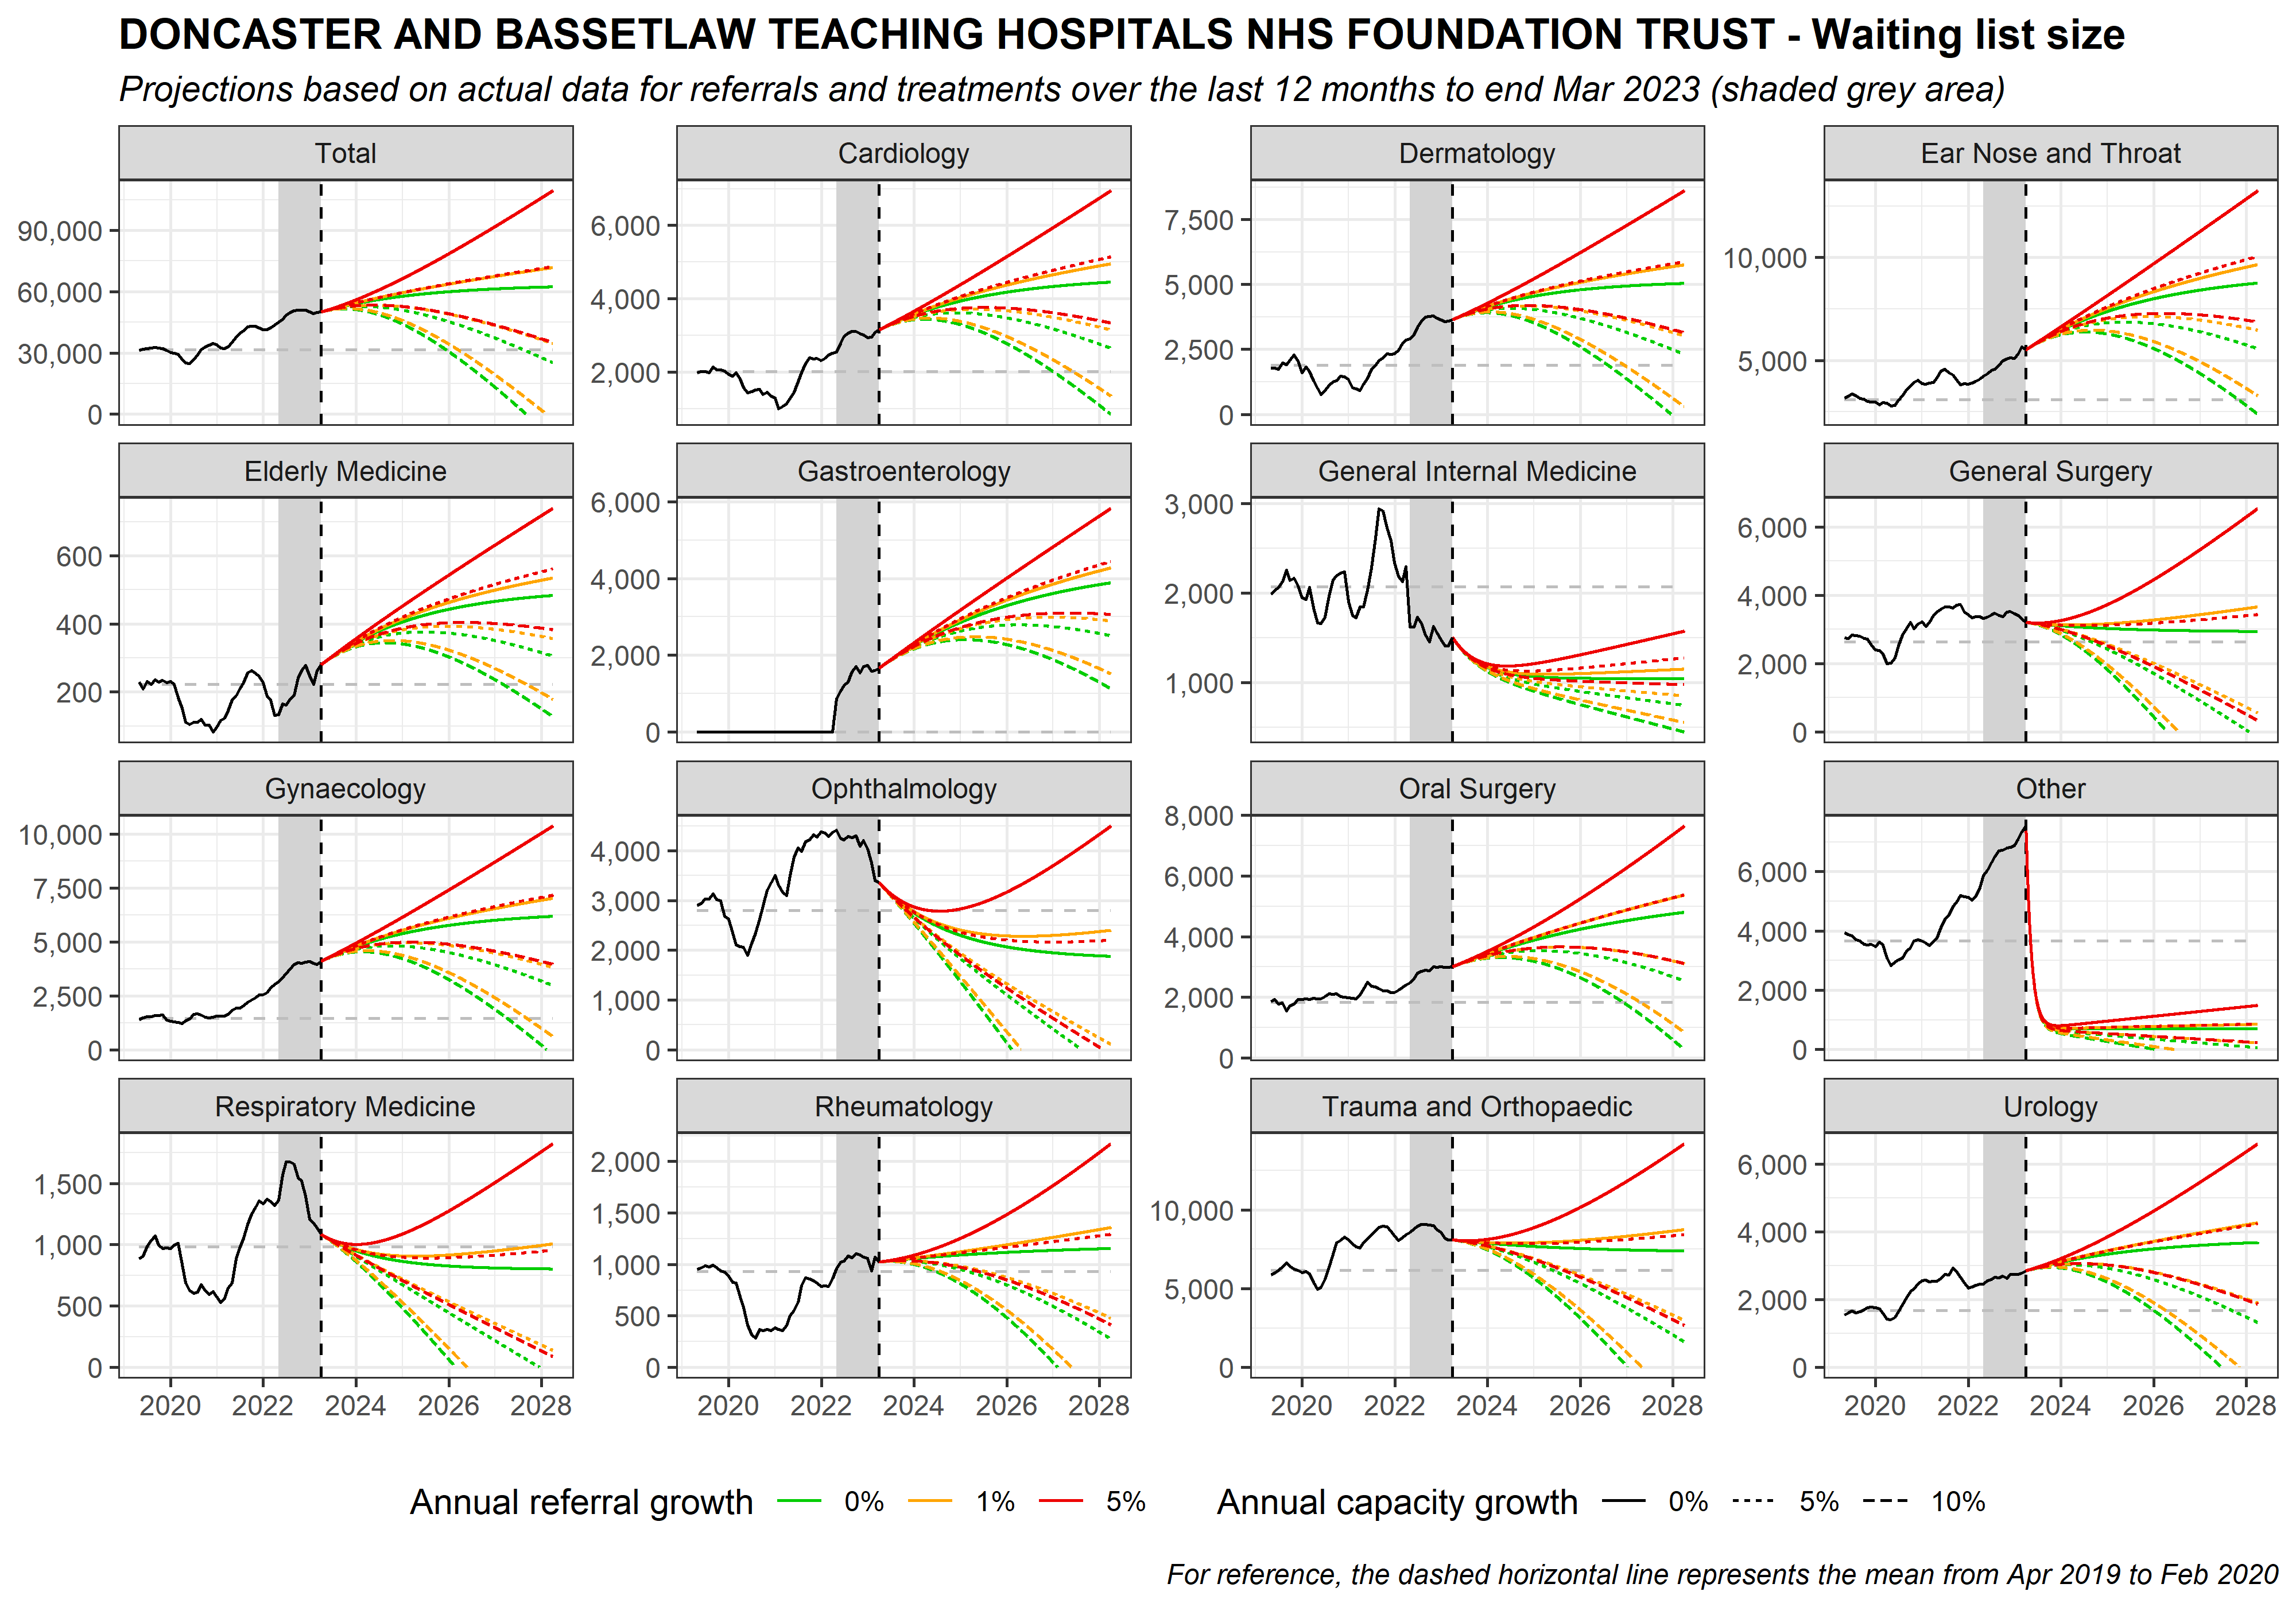 DONCASTER AND BASSETLAW TEACHING HOSPITALS NHS FOUNDATION TRUST - Waiting list size
Projections based on actual data for referrals and treatments over the last 12 months to end Mar 2023 (shaded grey area)
Total
Cardiology
Dermatology
Ear Nose and Throat
90,000
60,000
30,000
0
6,000
4,000
2,000
7,500
5,000
2,500
0
10,000
5,000
Elderly Medicine
Gastroenterology
General Internal Medicine
General Surgery
600
400
200
6,000
4,000
2,000
0
3,000
2,000
1,000
6,000
4,000
2,000
0
Gynaecology
Ophthalmology
Oral Surgery
Other
10,000
7,500
5,000
2,500
0
4,000
3,000
2,000
1,000
0
8,000
6,000
4,000
2,000
0
6,000
4,000
2,000
0
Respiratory Medicine
Rheumatology
Trauma and Orthopaedic
Urology
1,500
1,000
500
0
2,000
1,500
1,000
500
0
10,000
5,000
0
6,000
4,000
2,000
0
2020 2022 2024 2026 2028
2020 2022 2024 2026 2028
2020 2022 2024 2026 2028
2020 2022 2024 2026 2028
Annual referral growth 0% 1% 5%
Annual capacity growth 0% 5% 10%
For reference, the dashed horizontal line represents the mean from Apr 2019 to Feb 2020